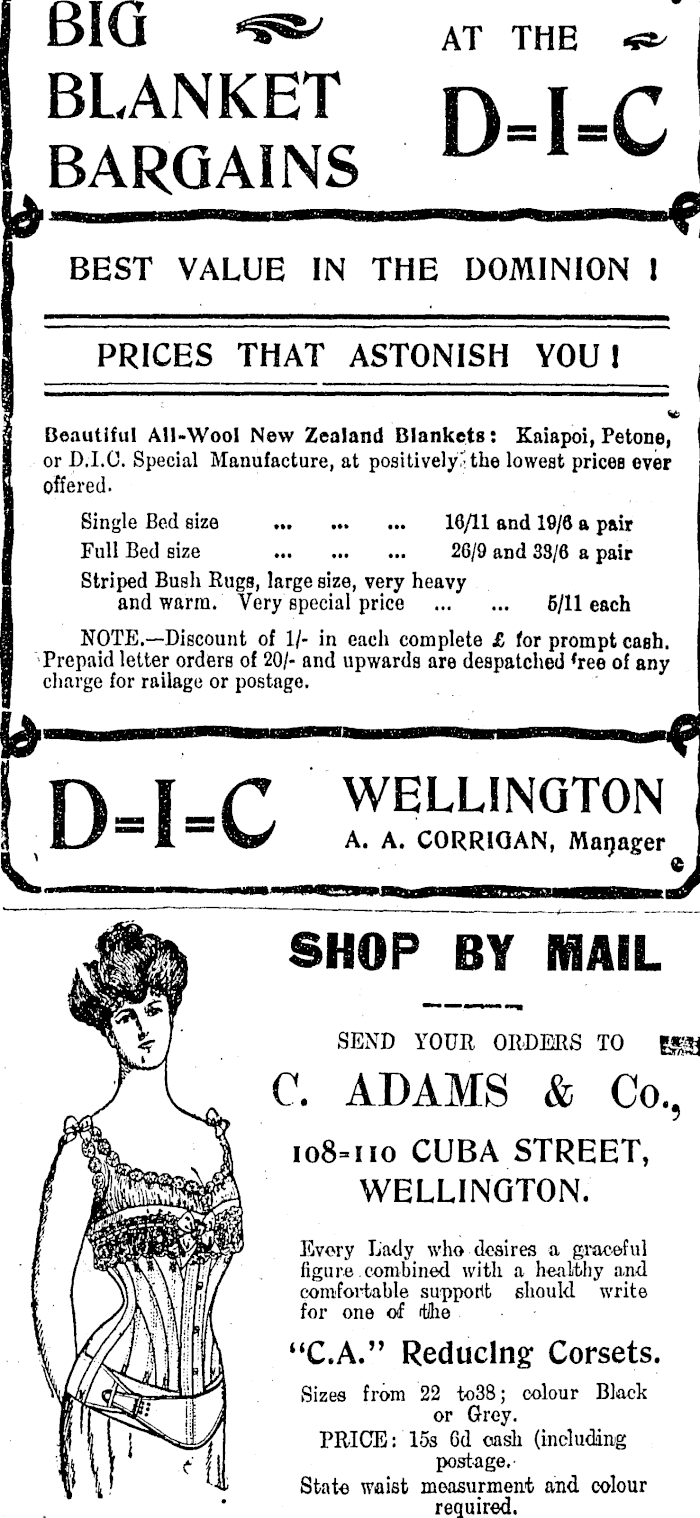 BIG
BLANKET
BARGAINS
AT THE
D=I=C
BEST VALUE IN THE DOMINION !
PRICES THAT ASTONISH YOU !
Beautiful All-Wool New Zealand Blankets: Kaiapoi, Petone,
or D.I.C. Special Manufacture, at positively the lowest prices ever
offered.
Single Bed size ... ... ... 16/11 and 19/6 a pair
Full Bed size ... ... ... 26/9 and 33/6 a pair
Striped Bush Rugs, large size, very heavy
and warm. Very special price ... ... 5/11 each
NOTE.—Discount of 1/- in each complete £ for prompt cash.
Prepaid letter orders of 20/- and upwards are despatched free of any
charge for railage or postage.
D=I=C
WELLINGTON
A. A. CORRIGAN, Manager
SHOP BY MAIL
SEND YOUR ORDERS TO
C. ADAMS & Co.,
108=110 CUBA STREET,
WELLINGTON.
Every Lady who desires a graceful
figure combined with a healthy and
comfortable support should write
for one of the
"C.A." Reducing Corsets.
Sizes from 22 to38; colour Black
or Grey.
PRICE: 15s 6d cash (including
postage.
State waist measurment and colour
required.